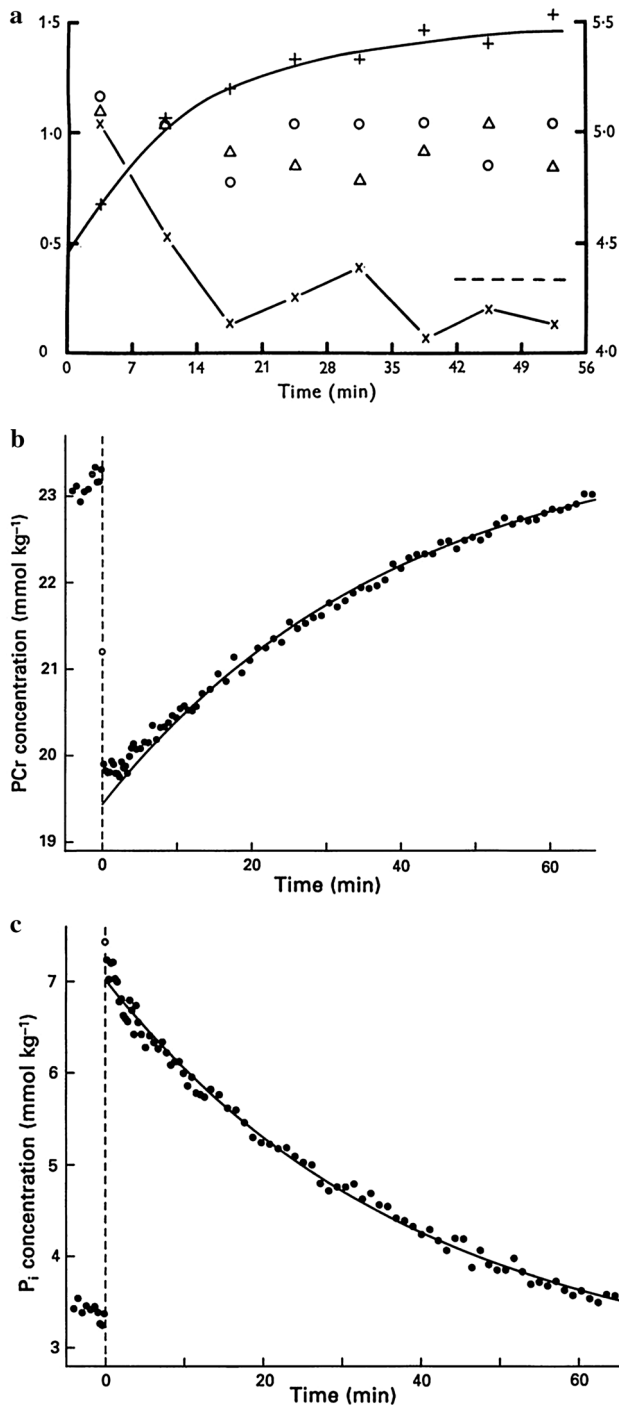 a
1·5
1·0
0·5
0
5·5
5·0
4·5
4·0
0 7 14 21 28 35 42 49 56
Time (min)
b
23
22
21
20
19
PCr concentration (mmol kg⁻¹)
0 20 40 60
Time (min)
c
7
6
5
4
3
Pi concentration (mmol kg⁻¹)
0 20 40 60
Time (min)